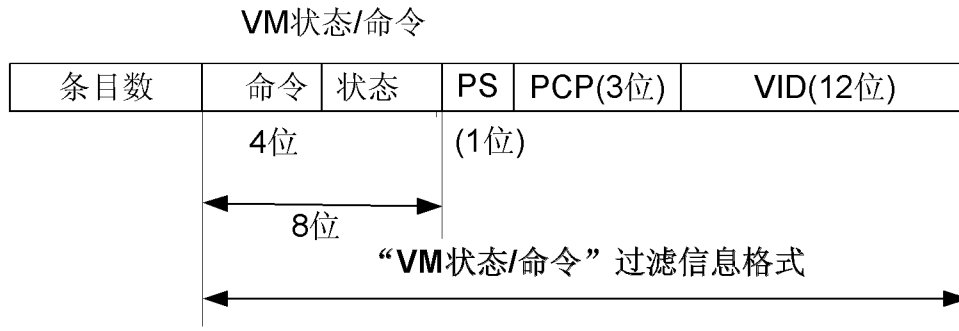 VM状态/命令
条目数 命令 状态 PS PCP(3位) VID(12位)
4位 (1位)
8位
“VM状态/命令”过滤信息格式